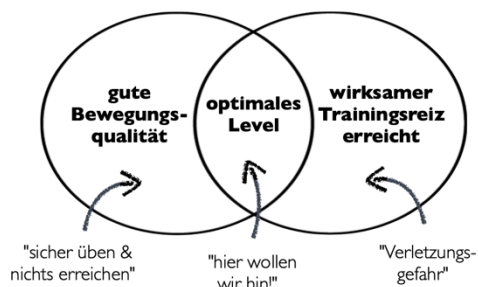 gute
Bewegungs-
qualität
optimales
Level
wirksamer
Trainingsreiz
erreicht
"sicher üben &
nichts erreichen"
"hier wollen
wir hin!"
"Verletzungs-
gefahr"